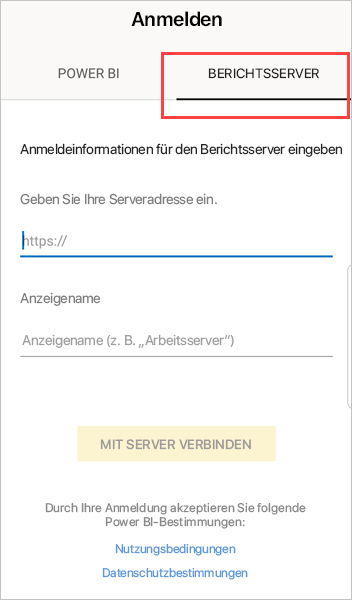 Anmelden
POWER BI
BERICHTSSERVER
Anmeldeinformationen für den Berichtsserver eingeben
Geben Sie Ihre Serveradresse ein.
https://
Anzeigename
Anzeigename (z. B. „Arbeitsserver“)
MIT SERVER VERBINDEN
Durch Ihre Anmeldung akzeptieren Sie folgende
Power BI-Bestimmungen:
Nutzungsbedingungen
Datenschutzbestimmungen